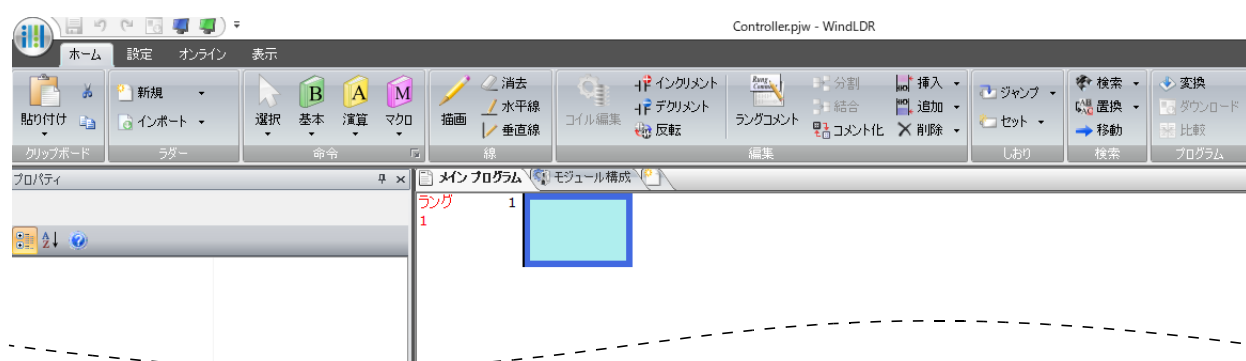 Controller.pjw - WindLDR
ホーム 設定 オンライン 表示
貼り付け
クリップボード
新規
インポート
ラダー
選択
B
基本
A
演算
M
マクロ
命令
描画
消去
水平線
垂直線
線
コイル編集
インクリメント
デクリメント
反転
Rung
Comment
ラングコメント
分割
結合
コメント化
挿入
追加
削除
編集
ジャンプ
セット
しおり
検索
置換
移動
検索
変換
ダウンロード
比較
プログラム
プロパティ
メイン プログラム モジュール構成
ラング 1
1